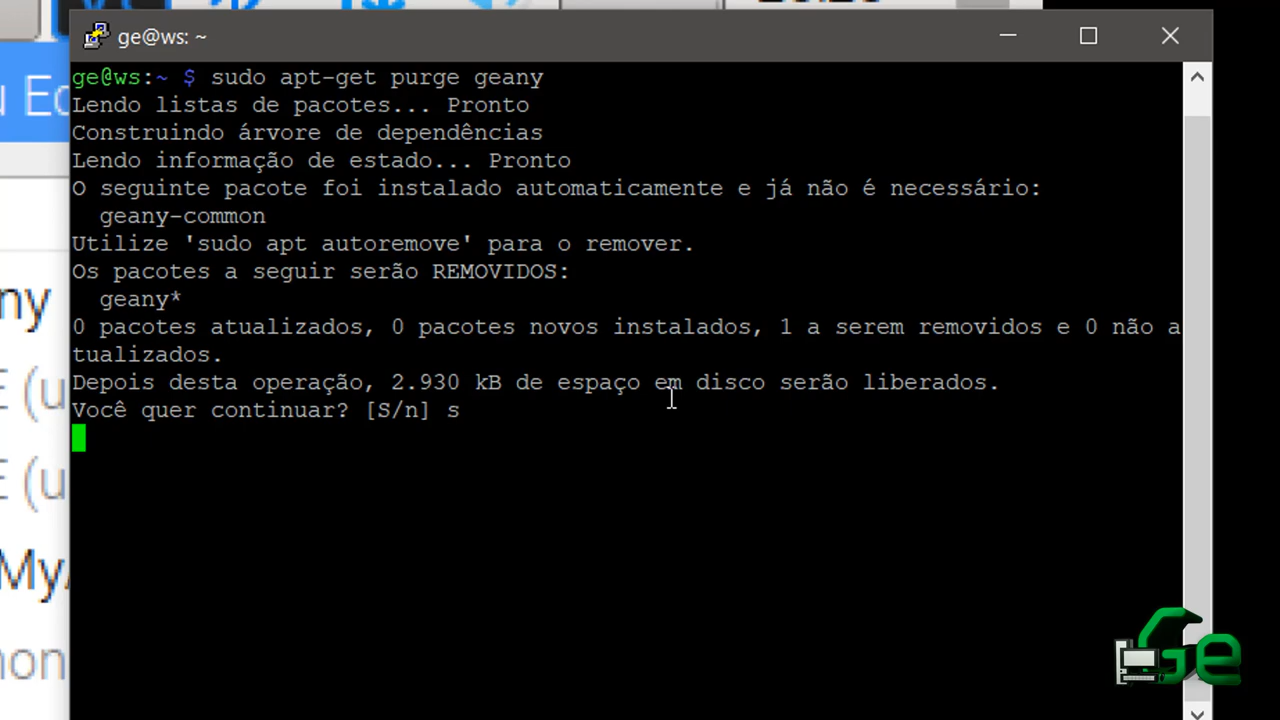 ge@ws: ~
ge@ws:~ $ sudo apt-get purge geany
Lendo listas de pacotes... Pronto
Construindo árvore de dependências
Lendo informação de estado... Pronto
O seguinte pacote foi instalado automaticamente e já não é necessário:
geany-common
Utilize 'sudo apt autoremove' para o remover.
Os pacotes a seguir serão REMOVIDOS:
geany*
0 pacotes atualizados, 0 pacotes novos instalados, 1 a serem removidos e 0 não a
tualizados.
Depois desta operação, 2.930 kB de espaço em disco serão liberados.
Você quer continuar? [S/n] s
Ge